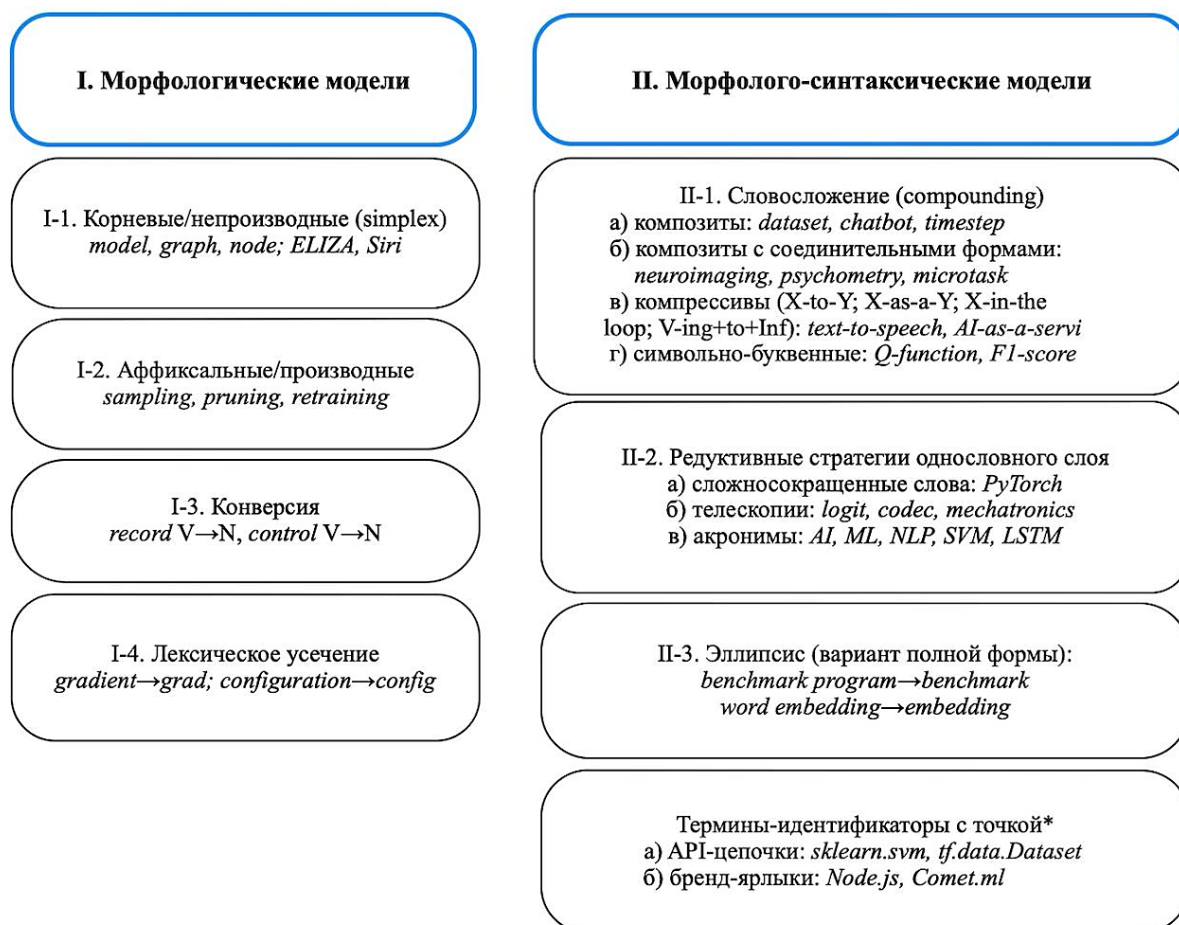 I. Морфологические модели
I-1. Корневые/непроизводные (simplex)
model, graph, node; ELIZA, Siri
I-2. Аффиксальные/производные
sampling, pruning, retraining
I-3. Конверсия
record V→N, control V→N
I-4. Лексическое усечение
gradient→grad; configuration→config
II. Морфолого-синтаксические модели
II-1. Словосложение (compounding)
а) композиты: dataset, chatbot, timestep
б) композиты с соединительными формами:
neuroimaging, psychometry, microtask
в) компрессивы (X-to-Y; X-as-a-Y; X-in-the
loop; V-ing+to+Inf): text-to-speech, AI-as-a-servi
г) символьно-буквенные: Q-function, F1-score
II-2. Редуктивные стратегии однословного слоя
а) сложносокращенные слова: PyTorch
б) телескопии: logit, codec, mechatronics
в) акронимы: AI, ML, NLP, SVM, LSTM
II-3. Эллипсис (вариант полной формы):
benchmark program→benchmark
word embedding→embedding
Термины-идентификаторы с точкой*
а) API-цепочки: sklearn.svm, tf.data.Dataset
б) бренд-ярлыки: Node.js, Comet.ml